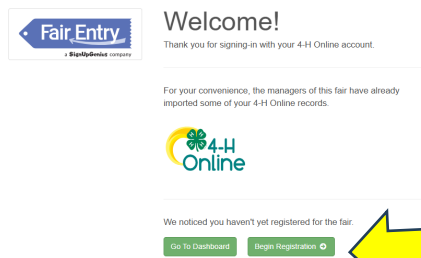 Fair Entry
a SignUpGenius company
Welcome!
Thank you for signing-in with your 4-H Online account.
For your convenience, the managers of this fair have already
imported some of your 4-H Online records.
4-H
Online
We noticed you haven't yet registered for the fair.
Go To Dashboard
Begin Registration